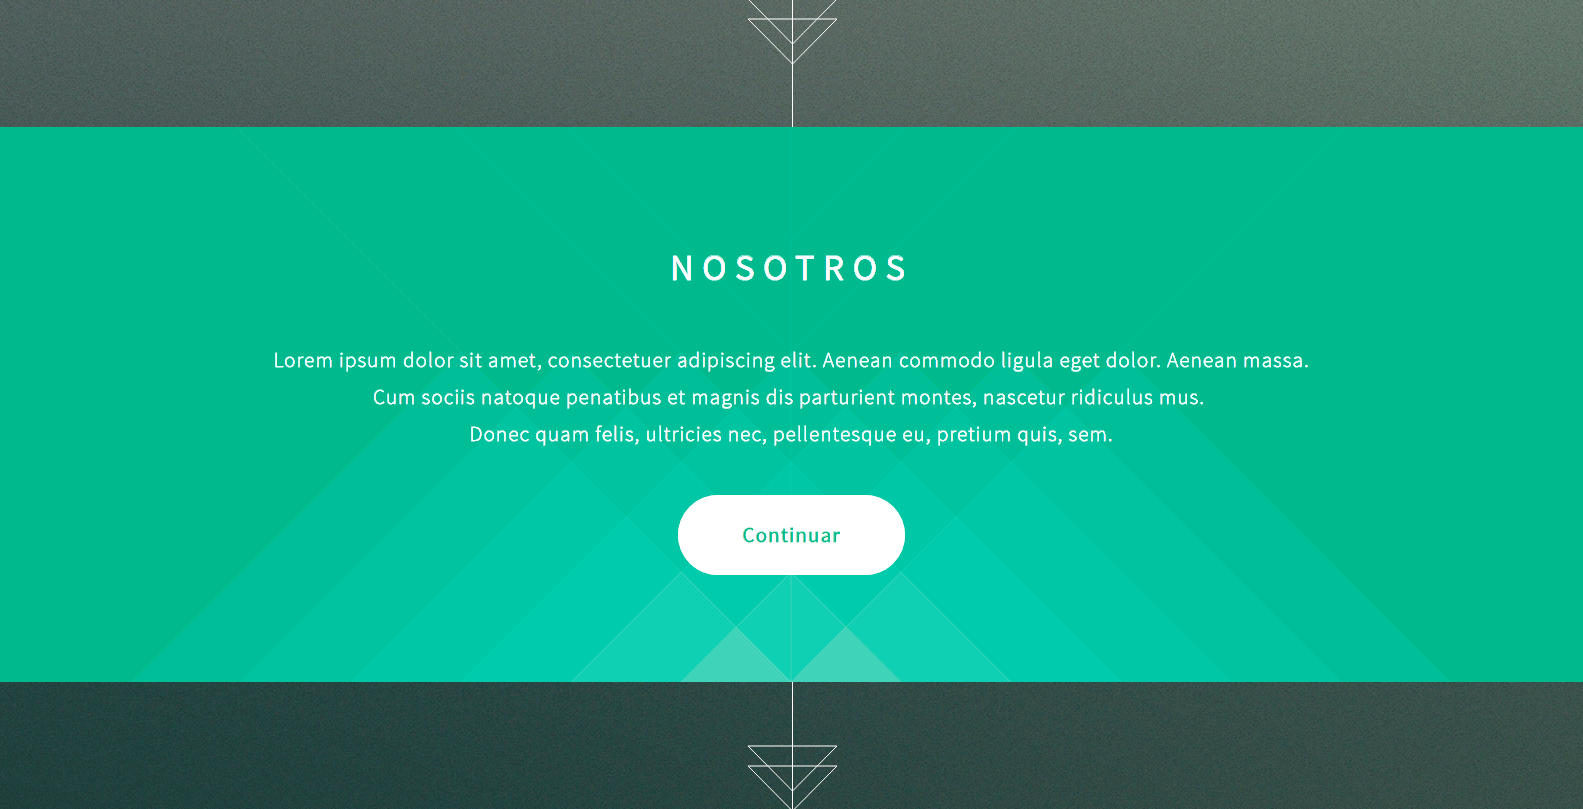 NOSOTROS
Lorem ipsum dolor sit amet, consectetuer adipiscing elit. Aenean commodo ligula eget dolor. Aenean massa.
Cum sociis natoque penatibus et magnis dis parturient montes, nascetur ridiculus mus.
Donec quam felis, ultricies nec, pellentesque eu, pretium quis, sem.
Continuar